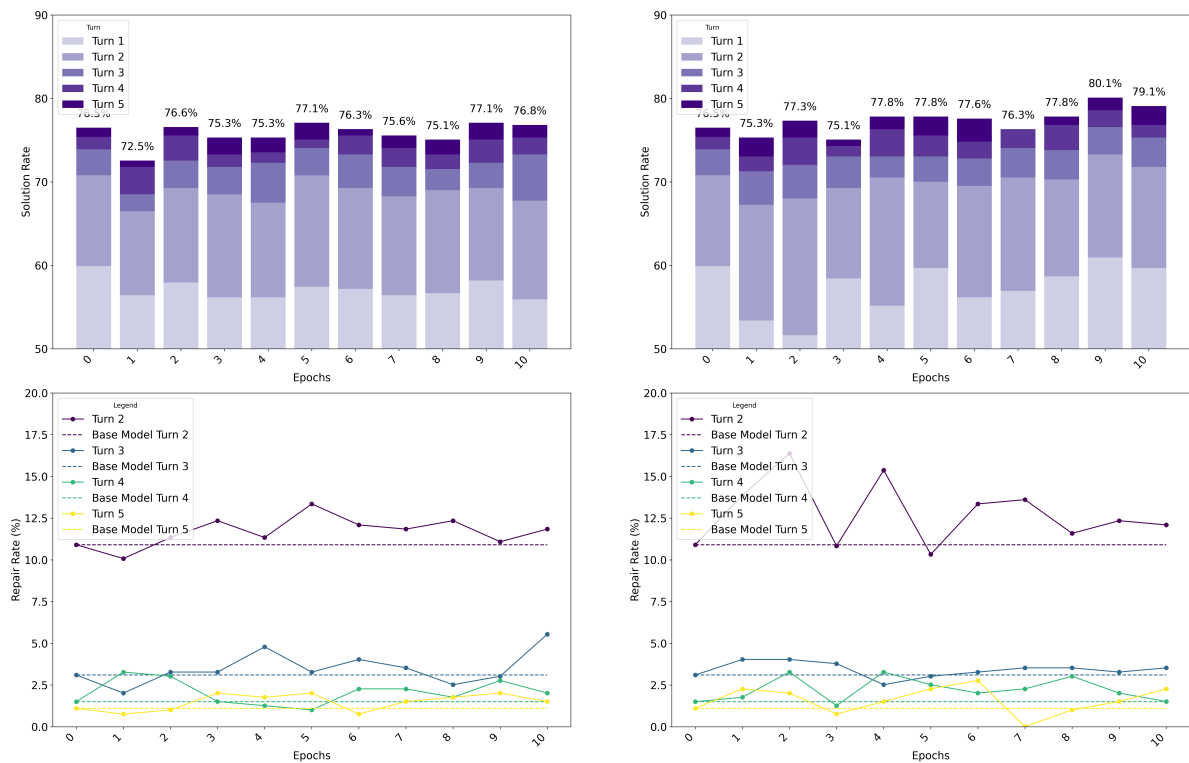 90
80
70
60
50
Solution Rate
Turn
Turn 1
Turn 2
Turn 3
Turn 4
Turn 5
76.5%
72.5%
76.6%
75.3%
75.3%
77.1%
76.3%
75.6%
75.1%
77.1%
76.8%
0 1 2 3 4 5 6 7 8 9 10
Epochs
90
80
70
60
50
Solution Rate
Turn
Turn 1
Turn 2
Turn 3
Turn 4
Turn 5
76.5%
75.3%
77.3%
75.1%
77.8%
77.8%
77.6%
76.3%
77.8%
80.1%
79.1%
0 1 2 3 4 5 6 7 8 9 10
Epochs
20.0
17.5
15.0
12.5
10.0
7.5
5.0
2.5
0.0
Repair Rate (%)
Legend
Turn 2
Base Model Turn 2
Turn 3
Base Model Turn 3
Turn 4
Base Model Turn 4
Turn 5
Base Model Turn 5
0 1 2 3 4 5 6 7 8 9 10
Epochs
20.0
17.5
15.0
12.5
10.0
7.5
5.0
2.5
0.0
Repair Rate (%)
Legend
Turn 2
Base Model Turn 2
Turn 3
Base Model Turn 3
Turn 4
Base Model Turn 4
Turn 5
Base Model Turn 5
0 1 2 3 4 5 6 7 8 9 10
Epochs